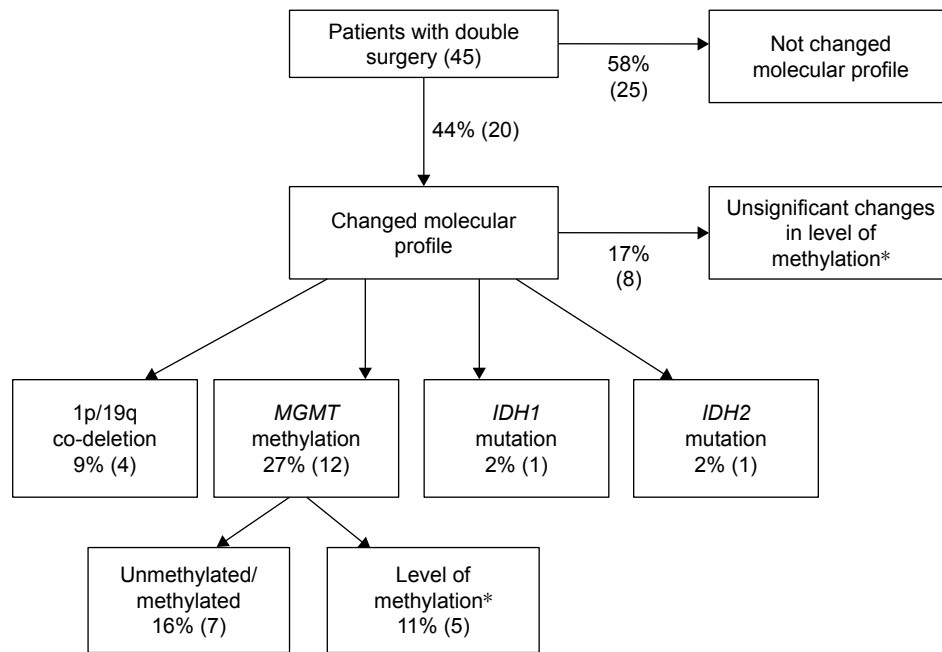 Patients with double
surgery (45)
58%
(25)
Not changed
molecular profile
44% (20)
Changed molecular
profile
17%
(8)
Unsignificant changes
in level of
methylation*
1p/19q
co-deletion
9% (4)
MGMT
methylation
27% (12)
IDH1
mutation
2% (1)
IDH2
mutation
2% (1)
Unmethylated/
methylated
16% (7)
Level of
methylation*
11% (5)